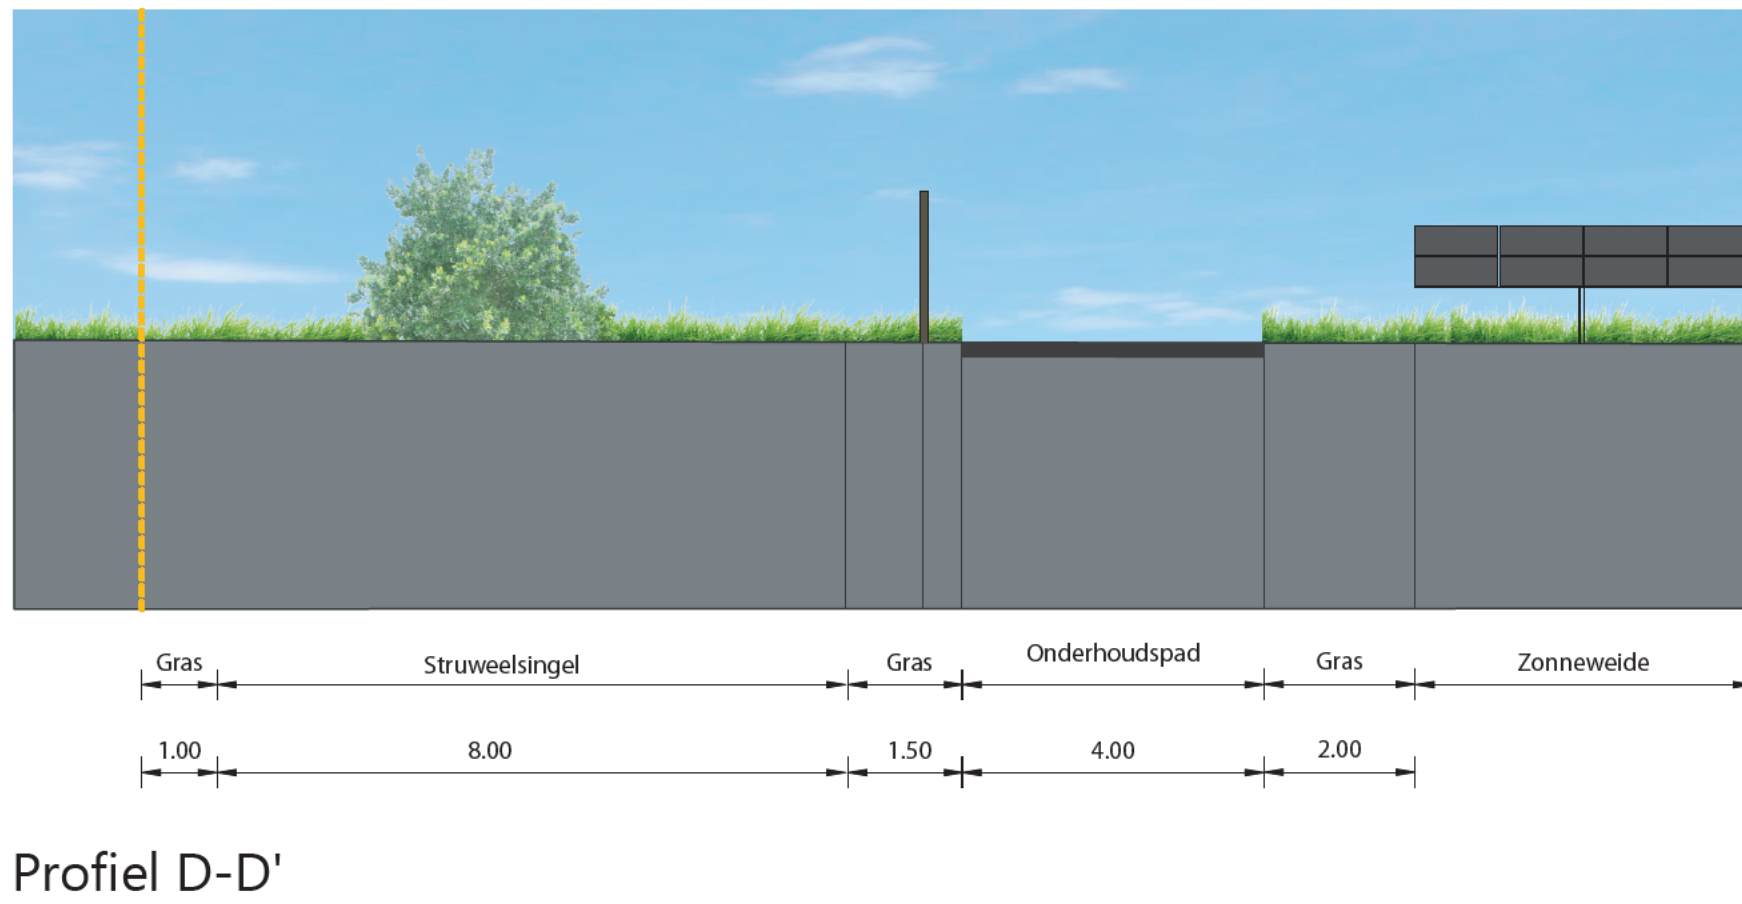 Gras Struweelsingel Gras Onderhoudspad Gras Zonneweide
1.00 8.00 1.50 4.00 2.00
Profiel D-D'